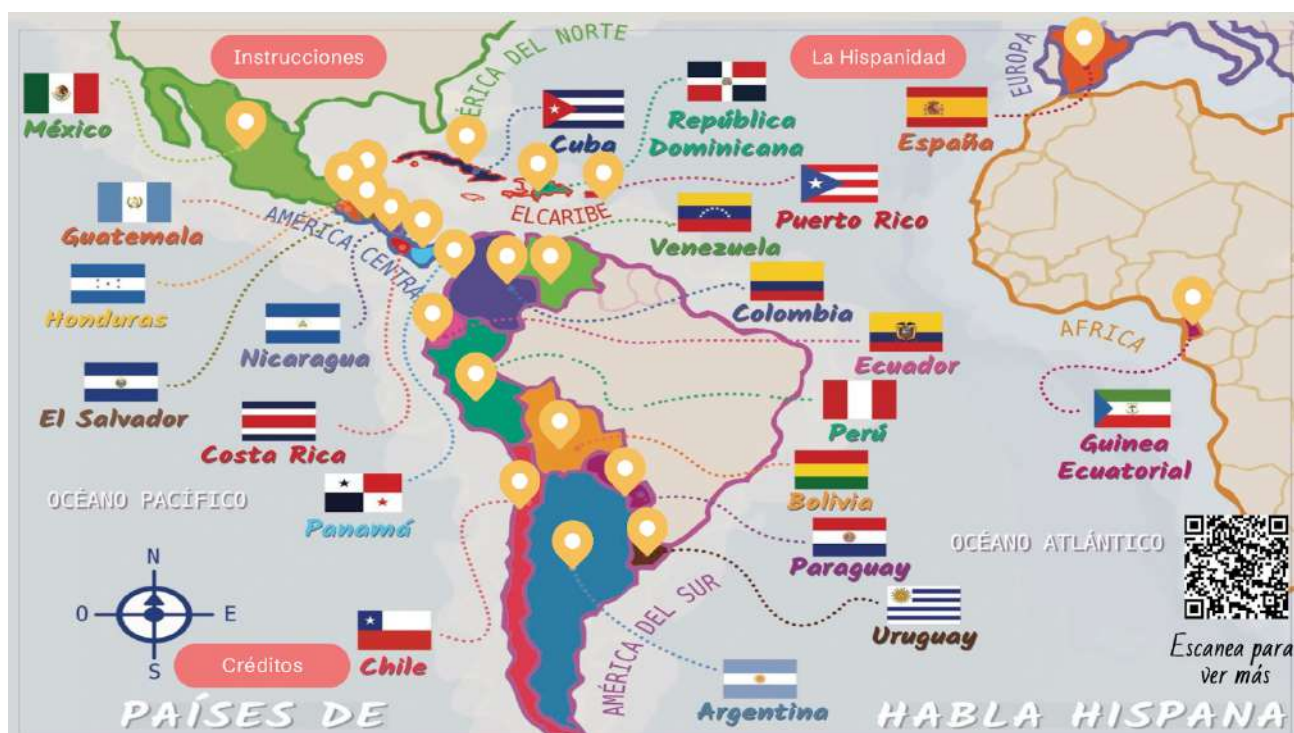 Instrucciones
ÉRICA DEL NORTE
La Hispanidad
EUROPA
México
Cuba
República
Dominicana
España
Guatemala
AMÉRICA CENTRA
EL CARIBE
Puerto Rico
Venezuela
Honduras
Nicaragua
Colombia
Ecuador
AFRICA
El Salvador
Costa Rica
Perú
Guinea
Ecuatorial
OCÉANO PACÍFICO
Panamá
Bolivia
OCÉANO ATLÁNTICO
Paraguay
N
O
E
S
AMÉRICA DEL SUR
Uruguay
Escanea para
ver más
Créditos
Chile
Argentina
PAÍSES DE
HABLA HISPANA